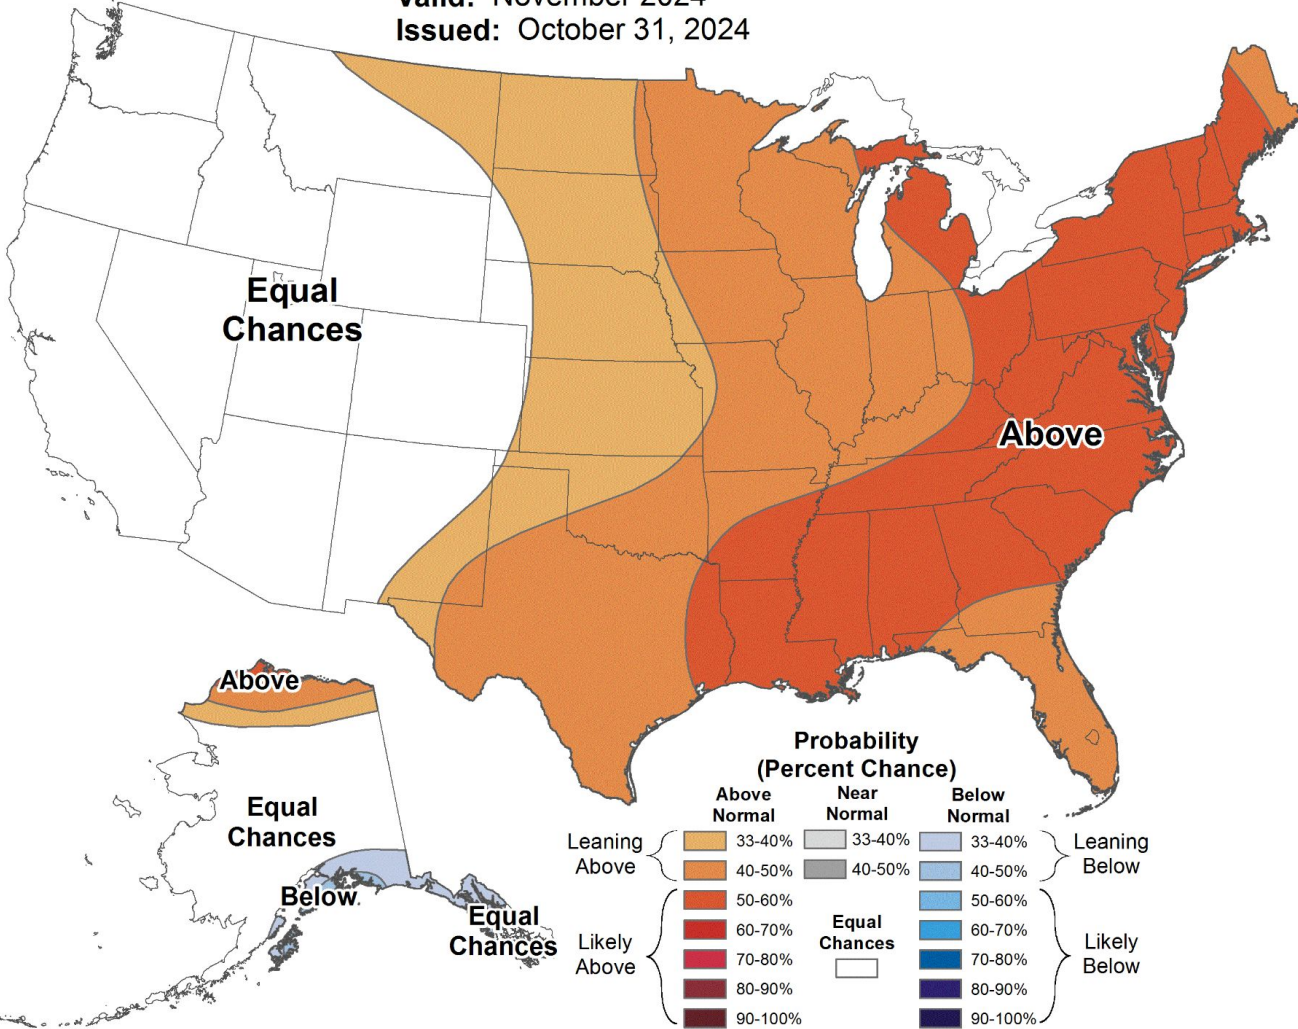 Valid: November 2024
Issued: October 31, 2024
Equal
Chances
Above
Above
Equal
Chances
Below
Equal
Chances
Probability
(Percent Chance)
Above
Normal
Near
Normal
Below
Normal
Leaning
Above
33-40%
33-40%
33-40%
Leaning
Below
40-50%
40-50%
40-50%
50-60%
50-60%
60-70%
Equal
Chances
60-70%
Likely
Above
70-80%
70-80%
Likely
Below
80-90%
80-90%
90-100%
90-100%